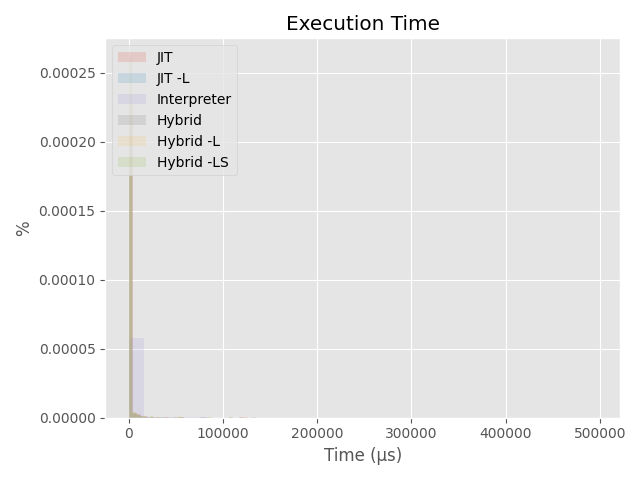 Execution Time
JIT
JIT -L
Interpreter
Hybrid
Hybrid -L
Hybrid -LS
%
0.00025
0.00020
0.00015
0.00010
0.00005
0.00000
0
100000
200000
300000
400000
500000
Time (µs)